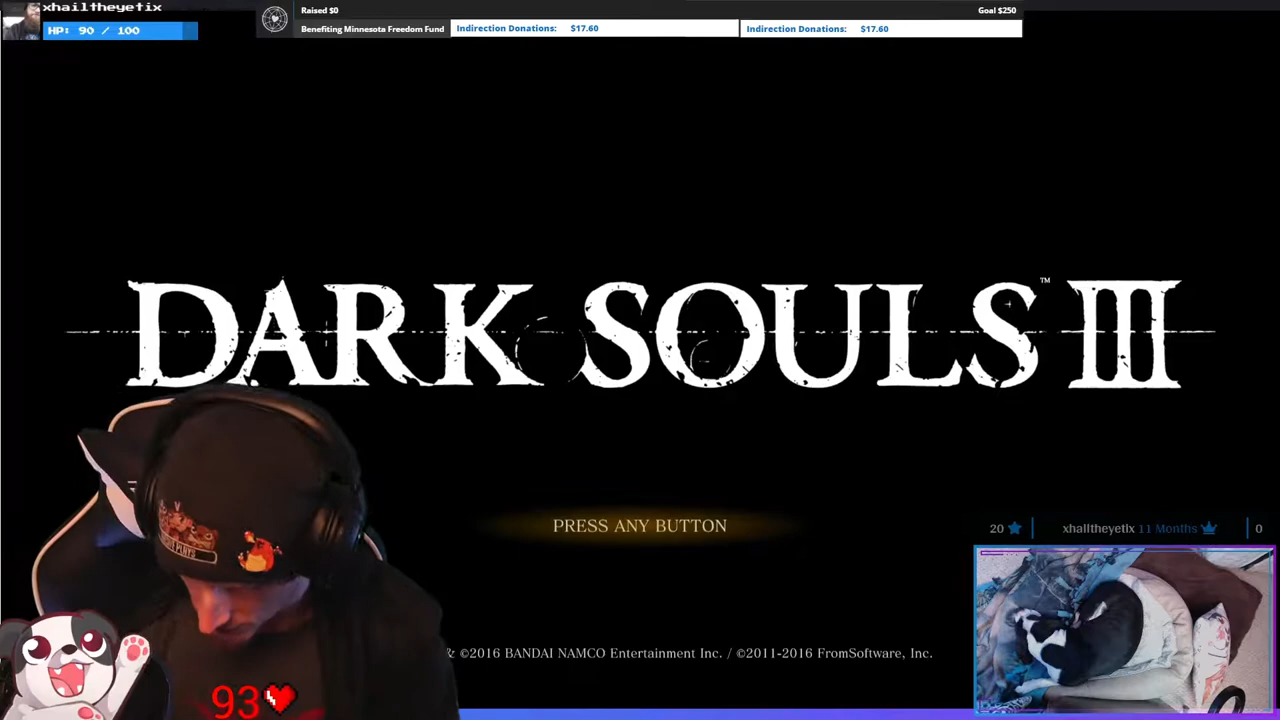 xhailtheyetix
HP: 90 / 100
Raised $0
Goal $250
Benefiting Minnesota Freedom Fund
Indirection Donations: $17.60
Indirection Donations: $17.60
DARK SOULS™ III
PRESS ANY BUTTON
20
xhailtheyetix 11 Months
0
& ©2016 BANDAI NAMCO Entertainment Inc. / ©2011-2016 FromSoftware, Inc.
93